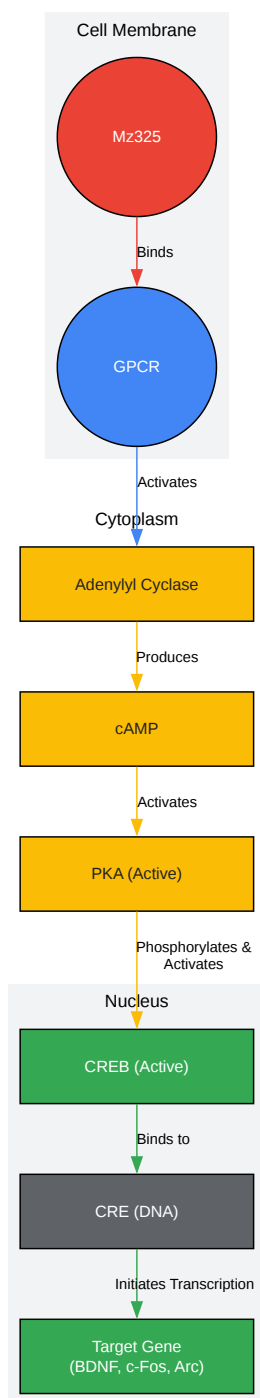 Cell Membrane
Mz325
Binds
GPCR
Activates
Cytoplasm
Adenylyl Cyclase
Produces
cAMP
Activates
PKA (Active)
Phosphorylates &
Activates
Nucleus
CREB (Active)
Binds to
CRE (DNA)
Initiates Transcription
Target Gene
(BDNF, c-Fos, Arc)